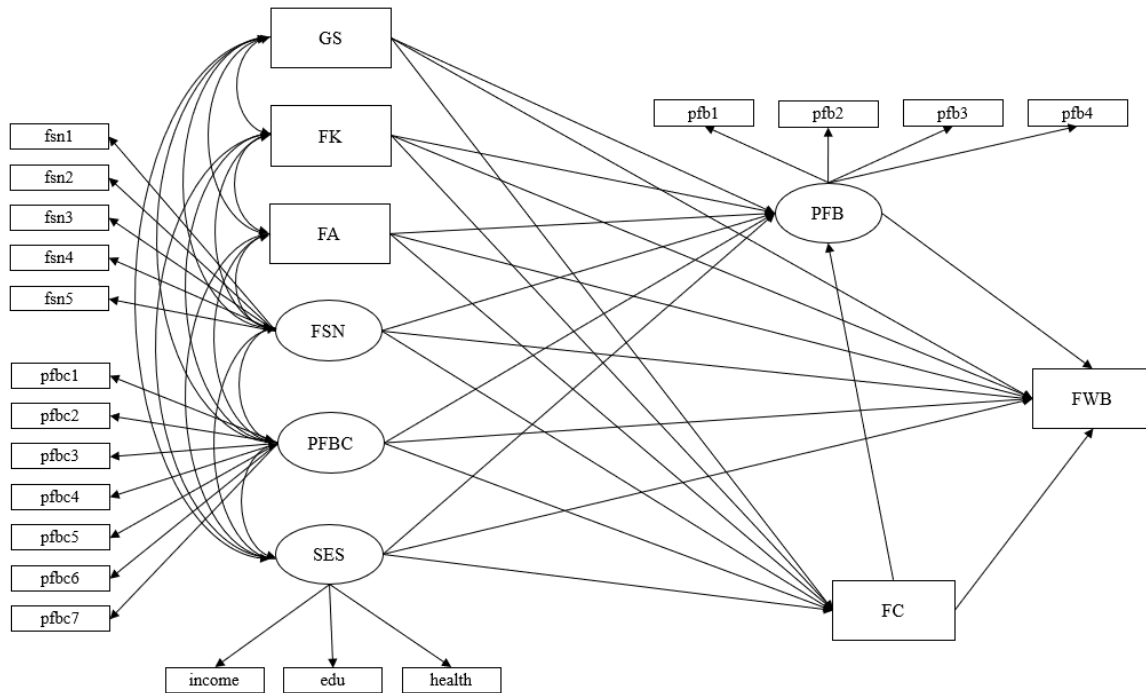 GS
FK
FA
FSN
PFBC
SES
fsn1
fsn2
fsn3
fsn4
fsn5
pfbc1
pfbc2
pfbc3
pfbc4
pfbc5
pfbc6
pfbc7
income
edu
health
pfb1
pfb2
pfb3
pfb4
PFB
FWB
FC